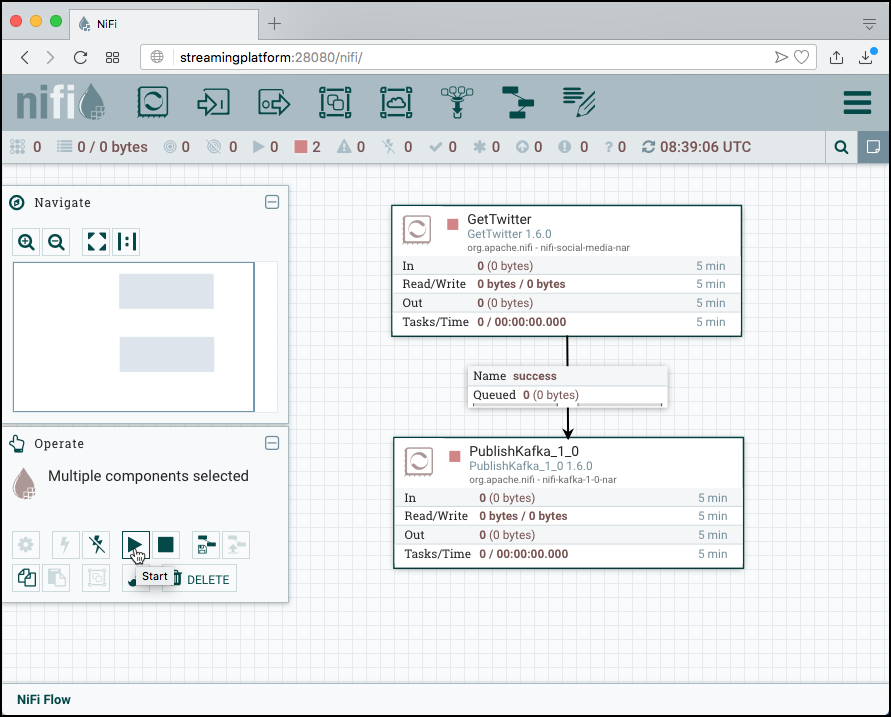 NiFi
streamingplatform:28080/nifi/
nifi
0 0 / 0 bytes 0 0 0 2 0 0 0 0 0 0 0 08:39:06 UTC
Navigate
Operate
Multiple components selected
Start
DELETE
GetTwitter
GetTwitter 1.6.0
org.apache.nifi - nifi-social-media-nar
In 0 (0 bytes) 5 min
Read/Write 0 bytes / 0 bytes 5 min
Out 0 (0 bytes) 5 min
Tasks/Time 0 / 00:00:00.000 5 min
Name success
Queued 0 (0 bytes)
PublishKafka_1_0
PublishKafka_1_0 1.6.0
org.apache.nifi - nifi-kafka-1-0-nar
In 0 (0 bytes) 5 min
Read/Write 0 bytes / 0 bytes 5 min
Out 0 (0 bytes) 5 min
Tasks/Time 0 / 00:00:00.000 5 min
NiFi Flow